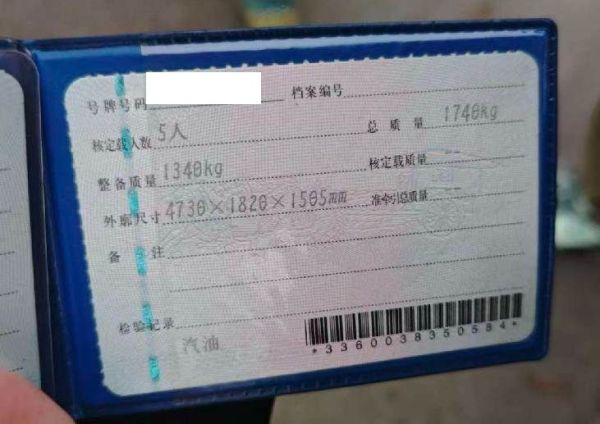 号牌号码 档案编号
核定载人数 5人 总质量 1740kg
整备质量 1340kg 核定载质量
外廓尺寸 4730×1820×1505mm 准牵引总质量
备注
检验记录
汽油
*3360038350584*